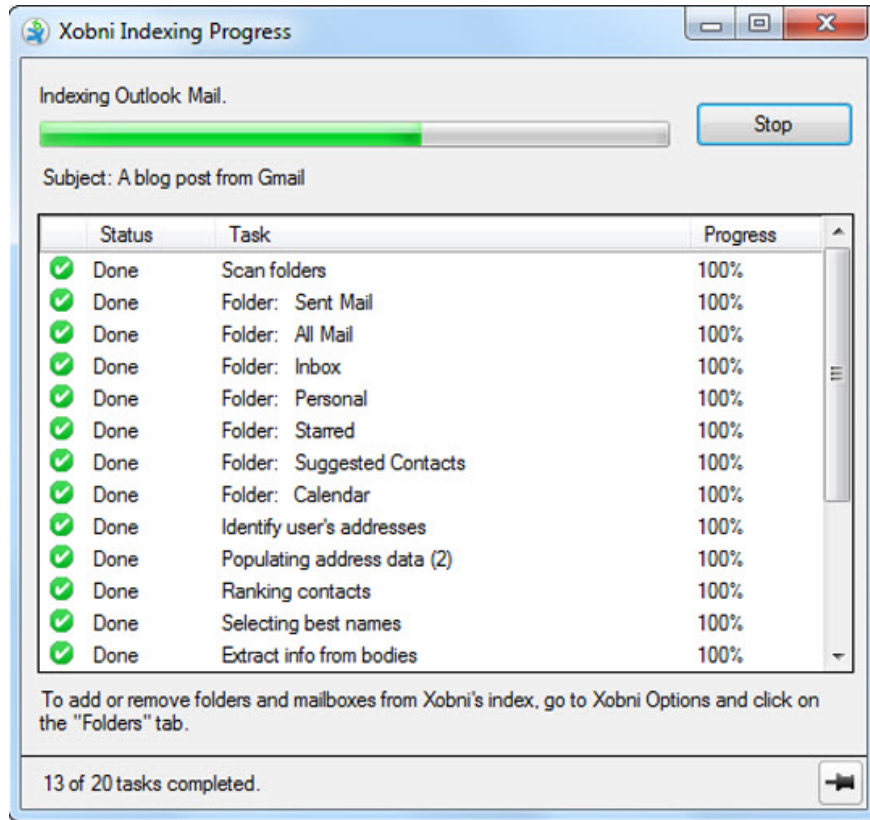 Xobni Indexing Progress
Indexing Outlook Mail.
Stop
Subject: A blog post from Gmail
Status Task Progress
Done Scan folders 100%
Done Folder: Sent Mail 100%
Done Folder: All Mail 100%
Done Folder: Inbox 100%
Done Folder: Personal 100%
Done Folder: Starred 100%
Done Folder: Suggested Contacts 100%
Done Folder: Calendar 100%
Done Identify user's addresses 100%
Done Populating address data (2) 100%
Done Ranking contacts 100%
Done Selecting best names 100%
Done Extract info from bodies 100%
To add or remove folders and mailboxes from Xobni's index, go to Xobni Options and click on
the "Folders" tab.
13 of 20 tasks completed.